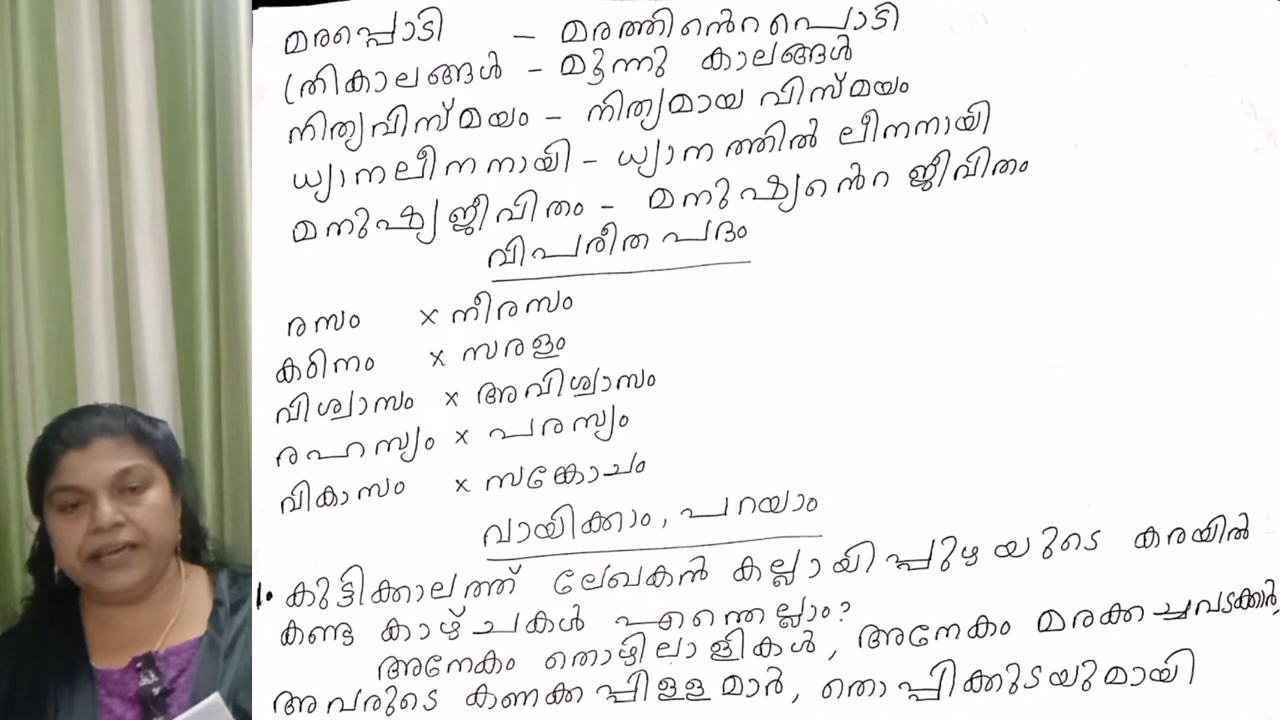 മരപ്പൊടി – മരത്തിൻെറ പൊടി
ത്രികാലങ്ങൾ – മൂന്നു കാലങ്ങൾ
നിത്യവിസ്മയം – നിത്യമായ വിസ്മയം
ധ്യാനലീനനായി – ധ്യാനത്തിൽ ലീനനായി
മനുഷ്യജീവിതം – മനുഷ്യൻെറ ജീവിതം
വിപരീത പദം
രസം × നീരസം
കഠിനം × സരളം
വിശ്വാസം × അവിശ്വാസം
രഹസ്യം × പരസ്യം
വികാസം × സങ്കോചം
വായിക്കാം, പറയാം
1. കുട്ടിക്കാലത്ത് ലേഖകൻ കല്ലായിപ്പുഴയുടെ കരയിൽ
കണ്ട കാഴ്ചകൾ എന്തെല്ലാം?
അനേകം തൊഴിലാളികൾ, അനേകം മരക്കച്ചവടക്കാർ,
അവരുടെ കണക്കപ്പിള്ളമാർ, തൊപ്പിക്കുടയുമായി